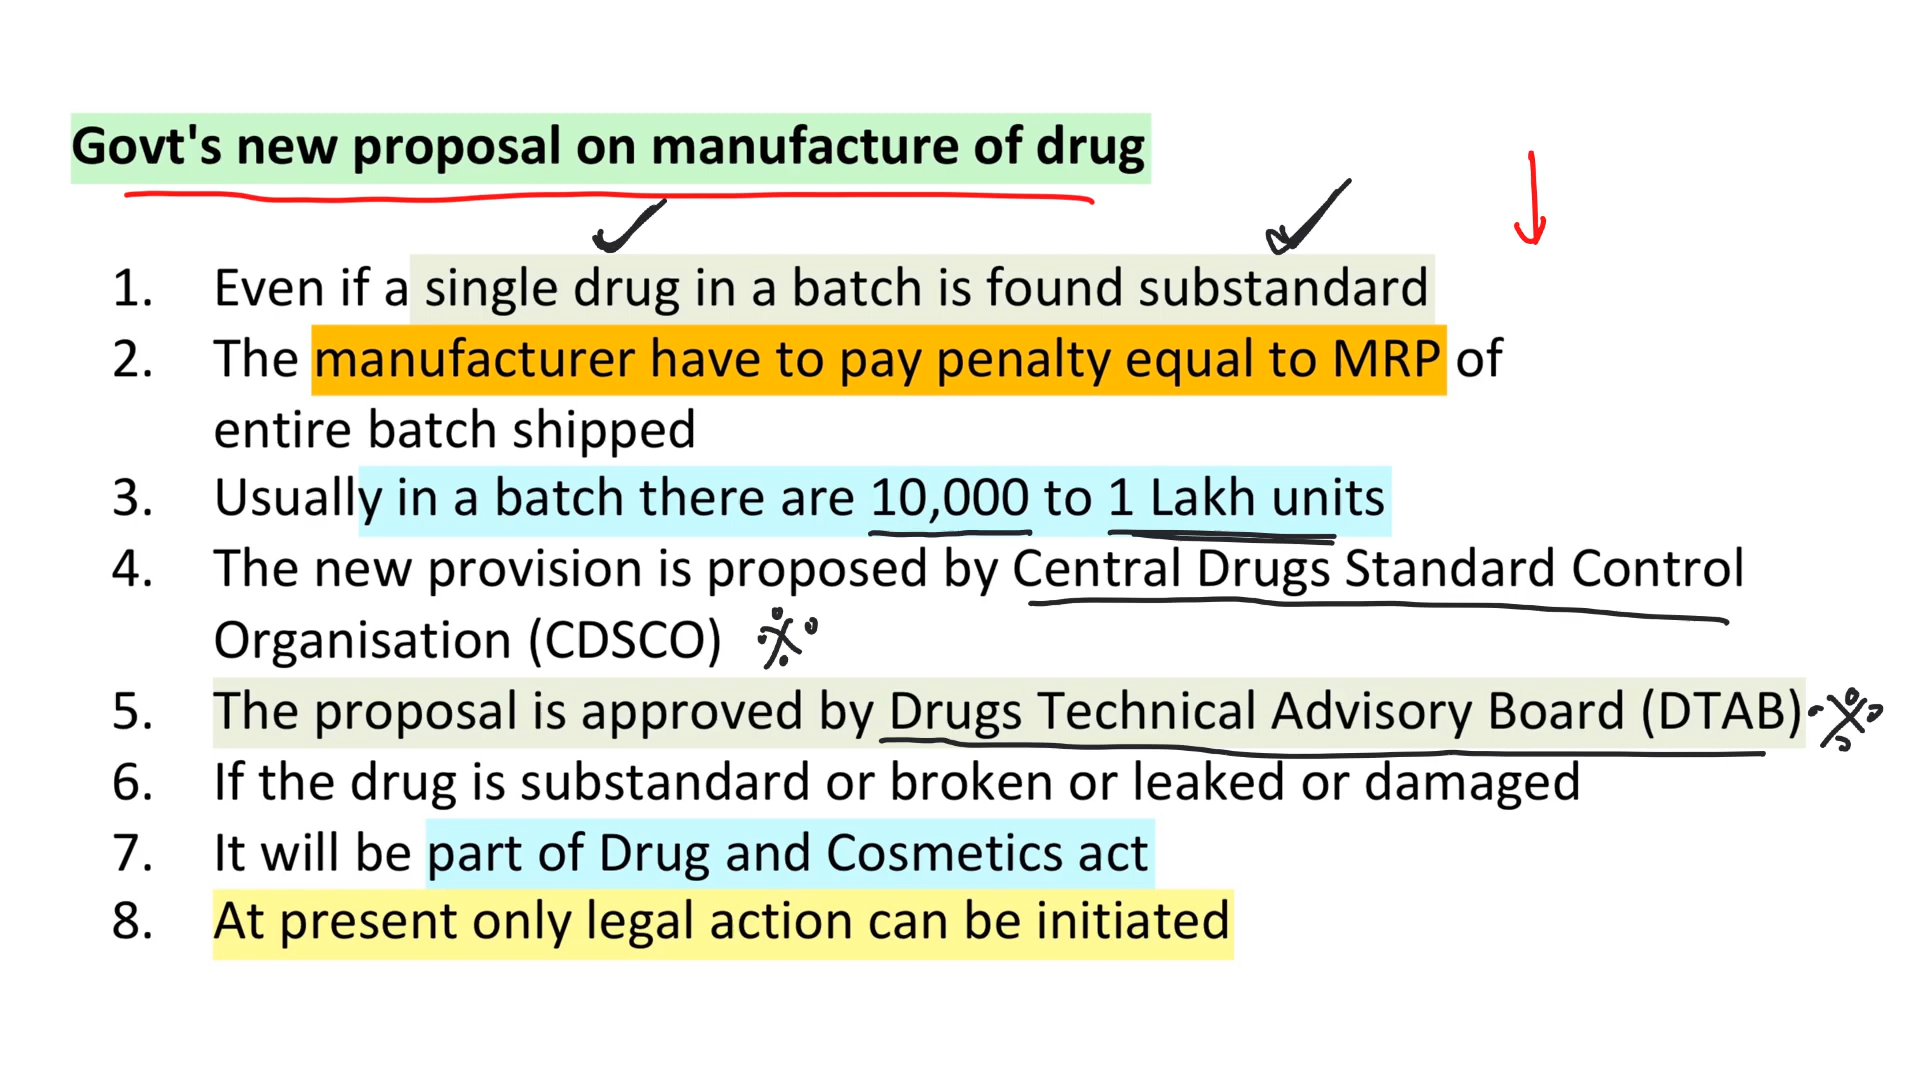 Govt's new proposal on manufacture of drug
1. Even if a single drug in a batch is found substandard
2. The manufacturer have to pay penalty equal to MRP of
entire batch shipped
3. Usually in a batch there are 10,000 to 1 Lakh units
4. The new provision is proposed by Central Drugs Standard Control
Organisation (CDSCO)
5. The proposal is approved by Drugs Technical Advisory Board (DTAB)
6. If the drug is substandard or broken or leaked or damaged
7. It will be part of Drug and Cosmetics act
8. At present only legal action can be initiated